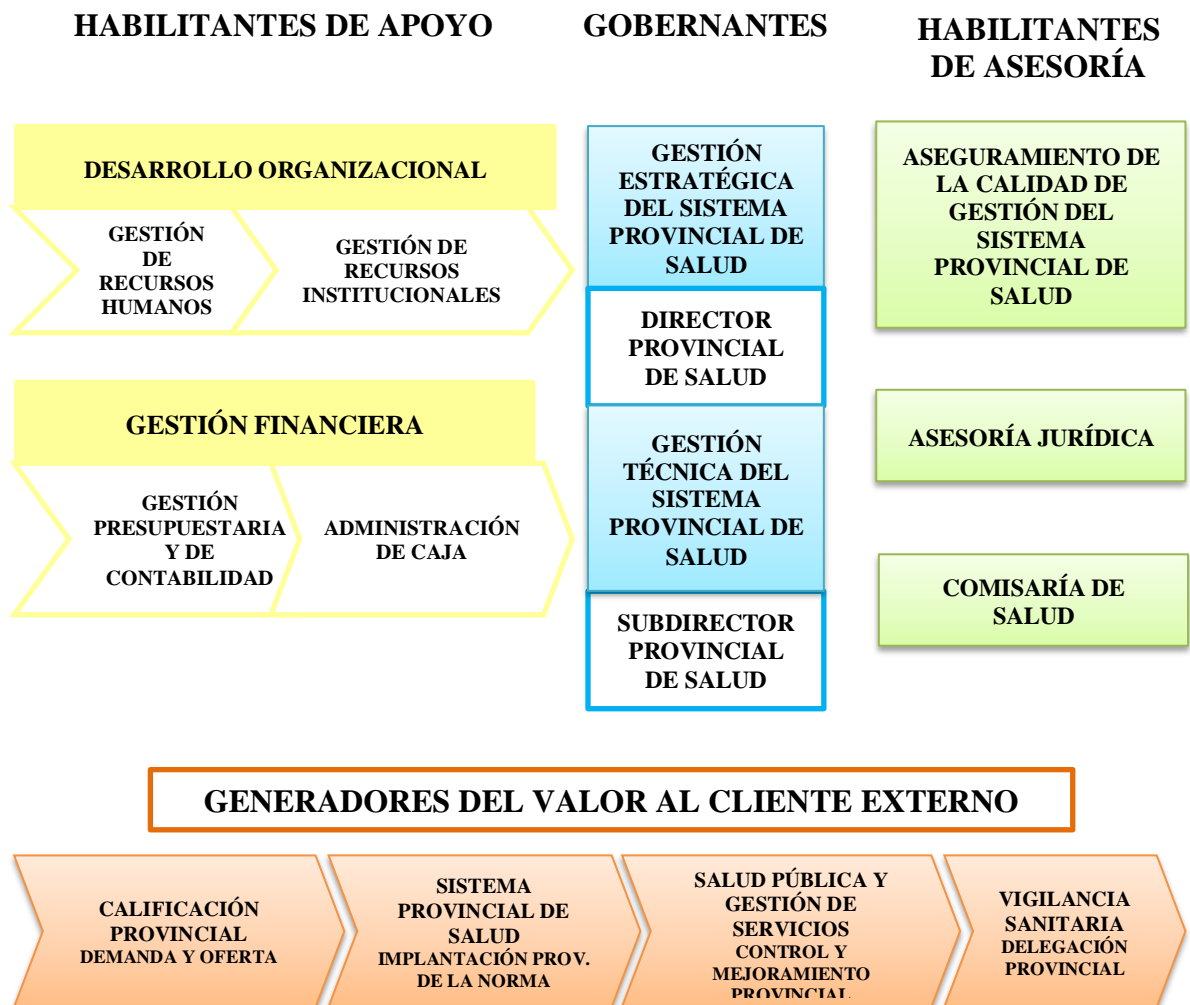 HABILITANTES DE APOYO
GOBERNANTES
HABILITANTES
DE ASESORÍA
DESARROLLO ORGANIZACIONAL
GESTIÓN
DE
RECURSOS
HUMANOS
GESTIÓN DE
RECURSOS
INSTITUCIONALES
GESTIÓN FINANCIERA
GESTIÓN
PRESUPUESTARIA
Y DE
CONTABILIDAD
ADMINISTRACIÓN
DE CAJA
GESTIÓN
ESTRATÉGICA
DEL SISTEMA
PROVINCIAL DE
SALUD
DIRECTOR
PROVINCIAL
DE SALUD
GESTIÓN
TÉCNICA DEL
SISTEMA
PROVINCIAL DE
SALUD
SUBDIRECTOR
PROVINCIAL
DE SALUD
ASEGURAMIENTO DE
LA CALIDAD DE
GESTIÓN DEL
SISTEMA
PROVINCIAL DE
SALUD
ASESORÍA JURÍDICA
COMISARÍA DE
SALUD
GENERADORES DEL VALOR AL CLIENTE EXTERNO
CALIFICACIÓN
PROVINCIAL
DEMANDA Y OFERTA
SISTEMA
PROVINCIAL DE
SALUD
IMPLANTACIÓN PROV.
DE LA NORMA
SALUD PÚBLICA Y
GESTIÓN DE
SERVICIOS
CONTROL Y
MEJORAMIENTO
PROVINCIAL
VIGILANCIA
SANITARIA
DELEGACIÓN
PROVINCIAL